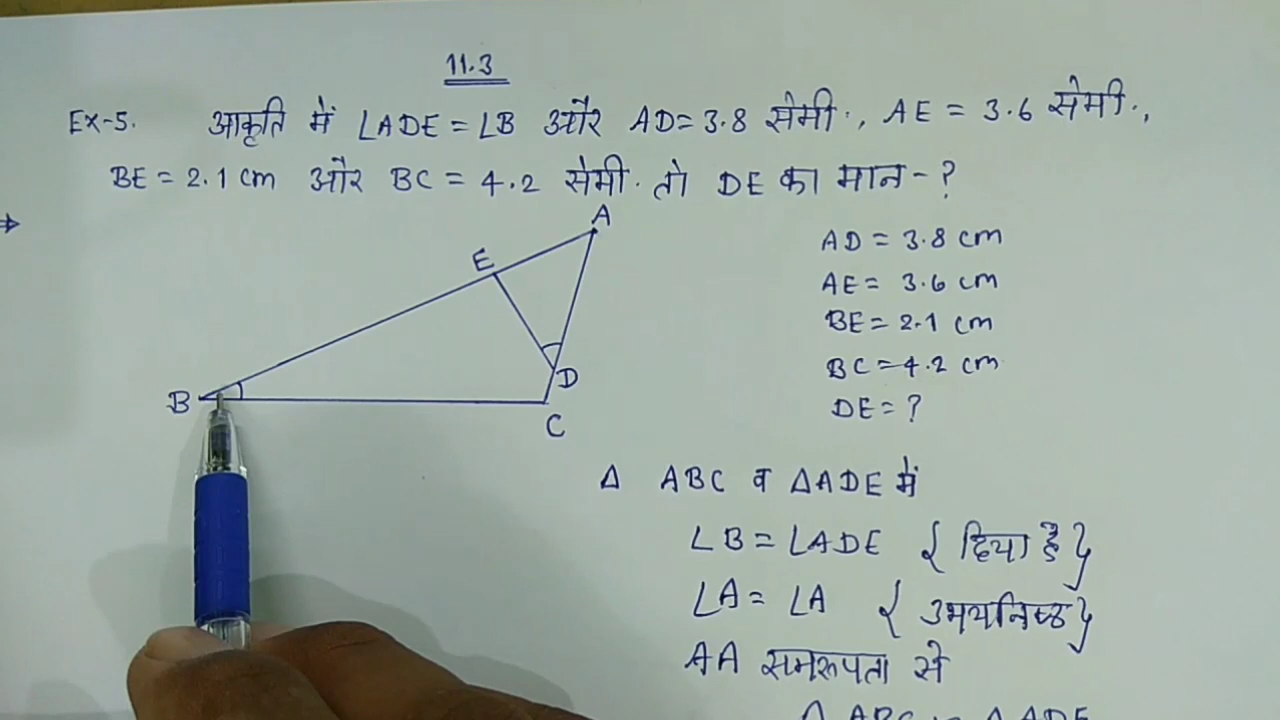 11.3
Ex-5. आकृति में ∠ADE = ∠B और AD = 3.8 सेमी., AE = 3.6 सेमी.,
BE = 2.1 cm और BC = 4.2 सेमी. तो DE का मान - ?
⇒
A
E
D
B
C
AD = 3.8 cm
AE = 3.6 cm
BE = 2.1 cm
BC = 4.2 cm
DE = ?
Δ ABC व ΔADE में
∠B = ∠ADE { दिया है }
∠A = ∠A { उभयनिष्ठ }
AA समरूपता से
Δ ABC ~ Δ ADE